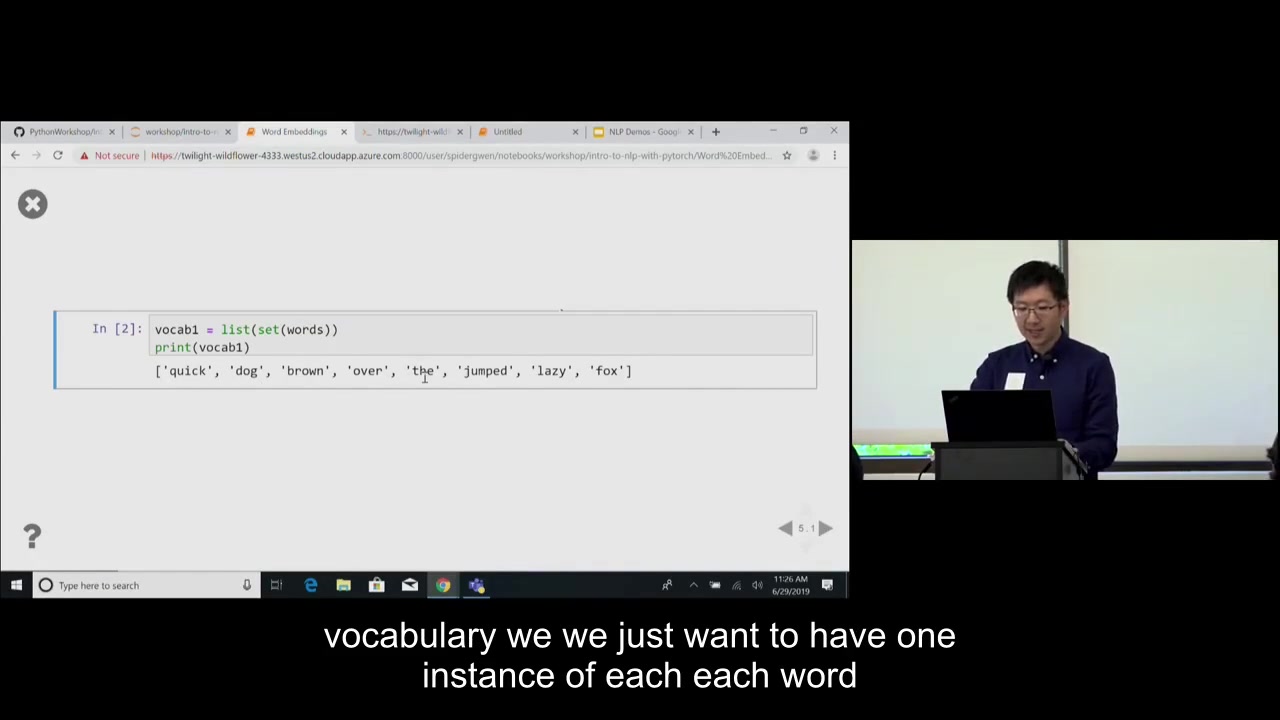 PythonWorkshop/in
workshop/intro-to-n
Word Embeddings
https://twilight-wildf
Untitled
NLP Demos - Googl
Not secure
https://twilight-wildflower-4333.westus2.cloudapp.azure.com:8000/user/spidergwen/notebooks/workshop/intro-to-nlp-with-pytorch/Word%20Embed...
In [2]:
vocab1 = list(set(words))
print(vocab1)
['quick', 'dog', 'brown', 'over', 'the', 'jumped', 'lazy', 'fox']
?
5.1
Type here to search
11:26 AM
6/29/2019
vocabulary we we just want to have one
instance of each each word